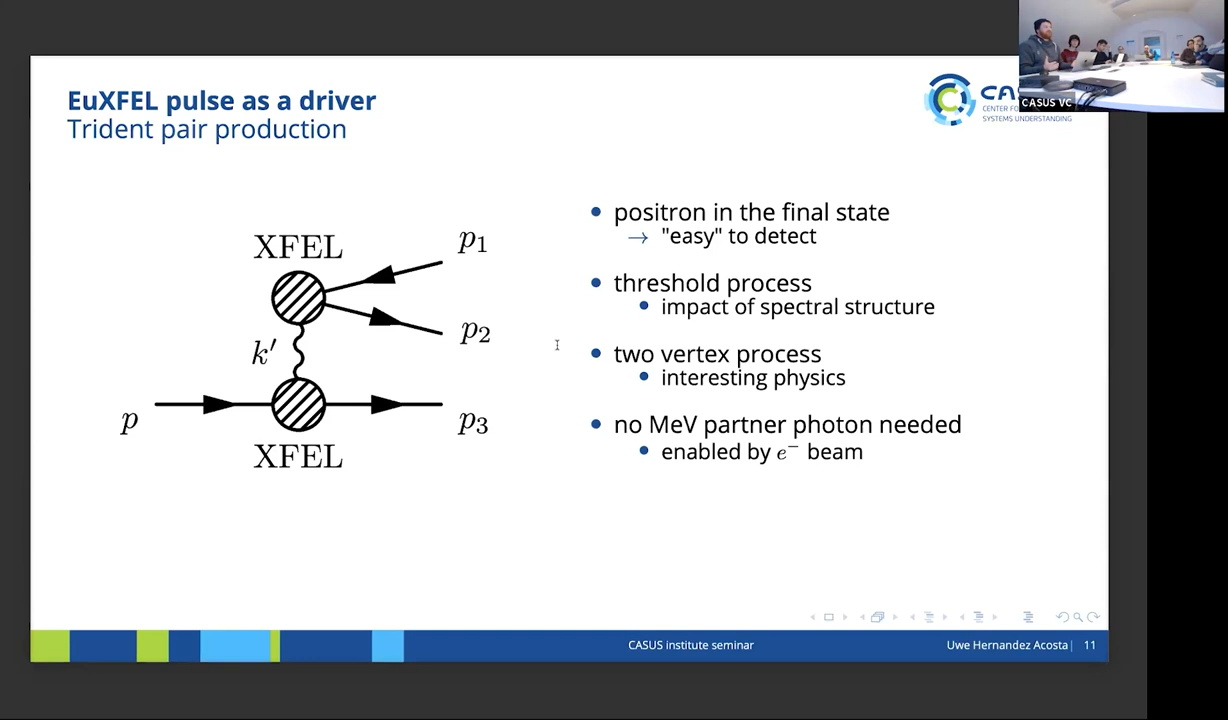 EuXFEL pulse as a driver
Trident pair production
CASUS VC
CENTER FO
SYSTEMS UNDERSTANDING
XFEL
p1
p2
k′
p
p3
XFEL
• positron in the final state
→ "easy" to detect
• threshold process
• impact of spectral structure
• two vertex process
• interesting physics
• no MeV partner photon needed
• enabled by e− beam
CASUS institute seminar
Uwe Hernandez Acosta | 11